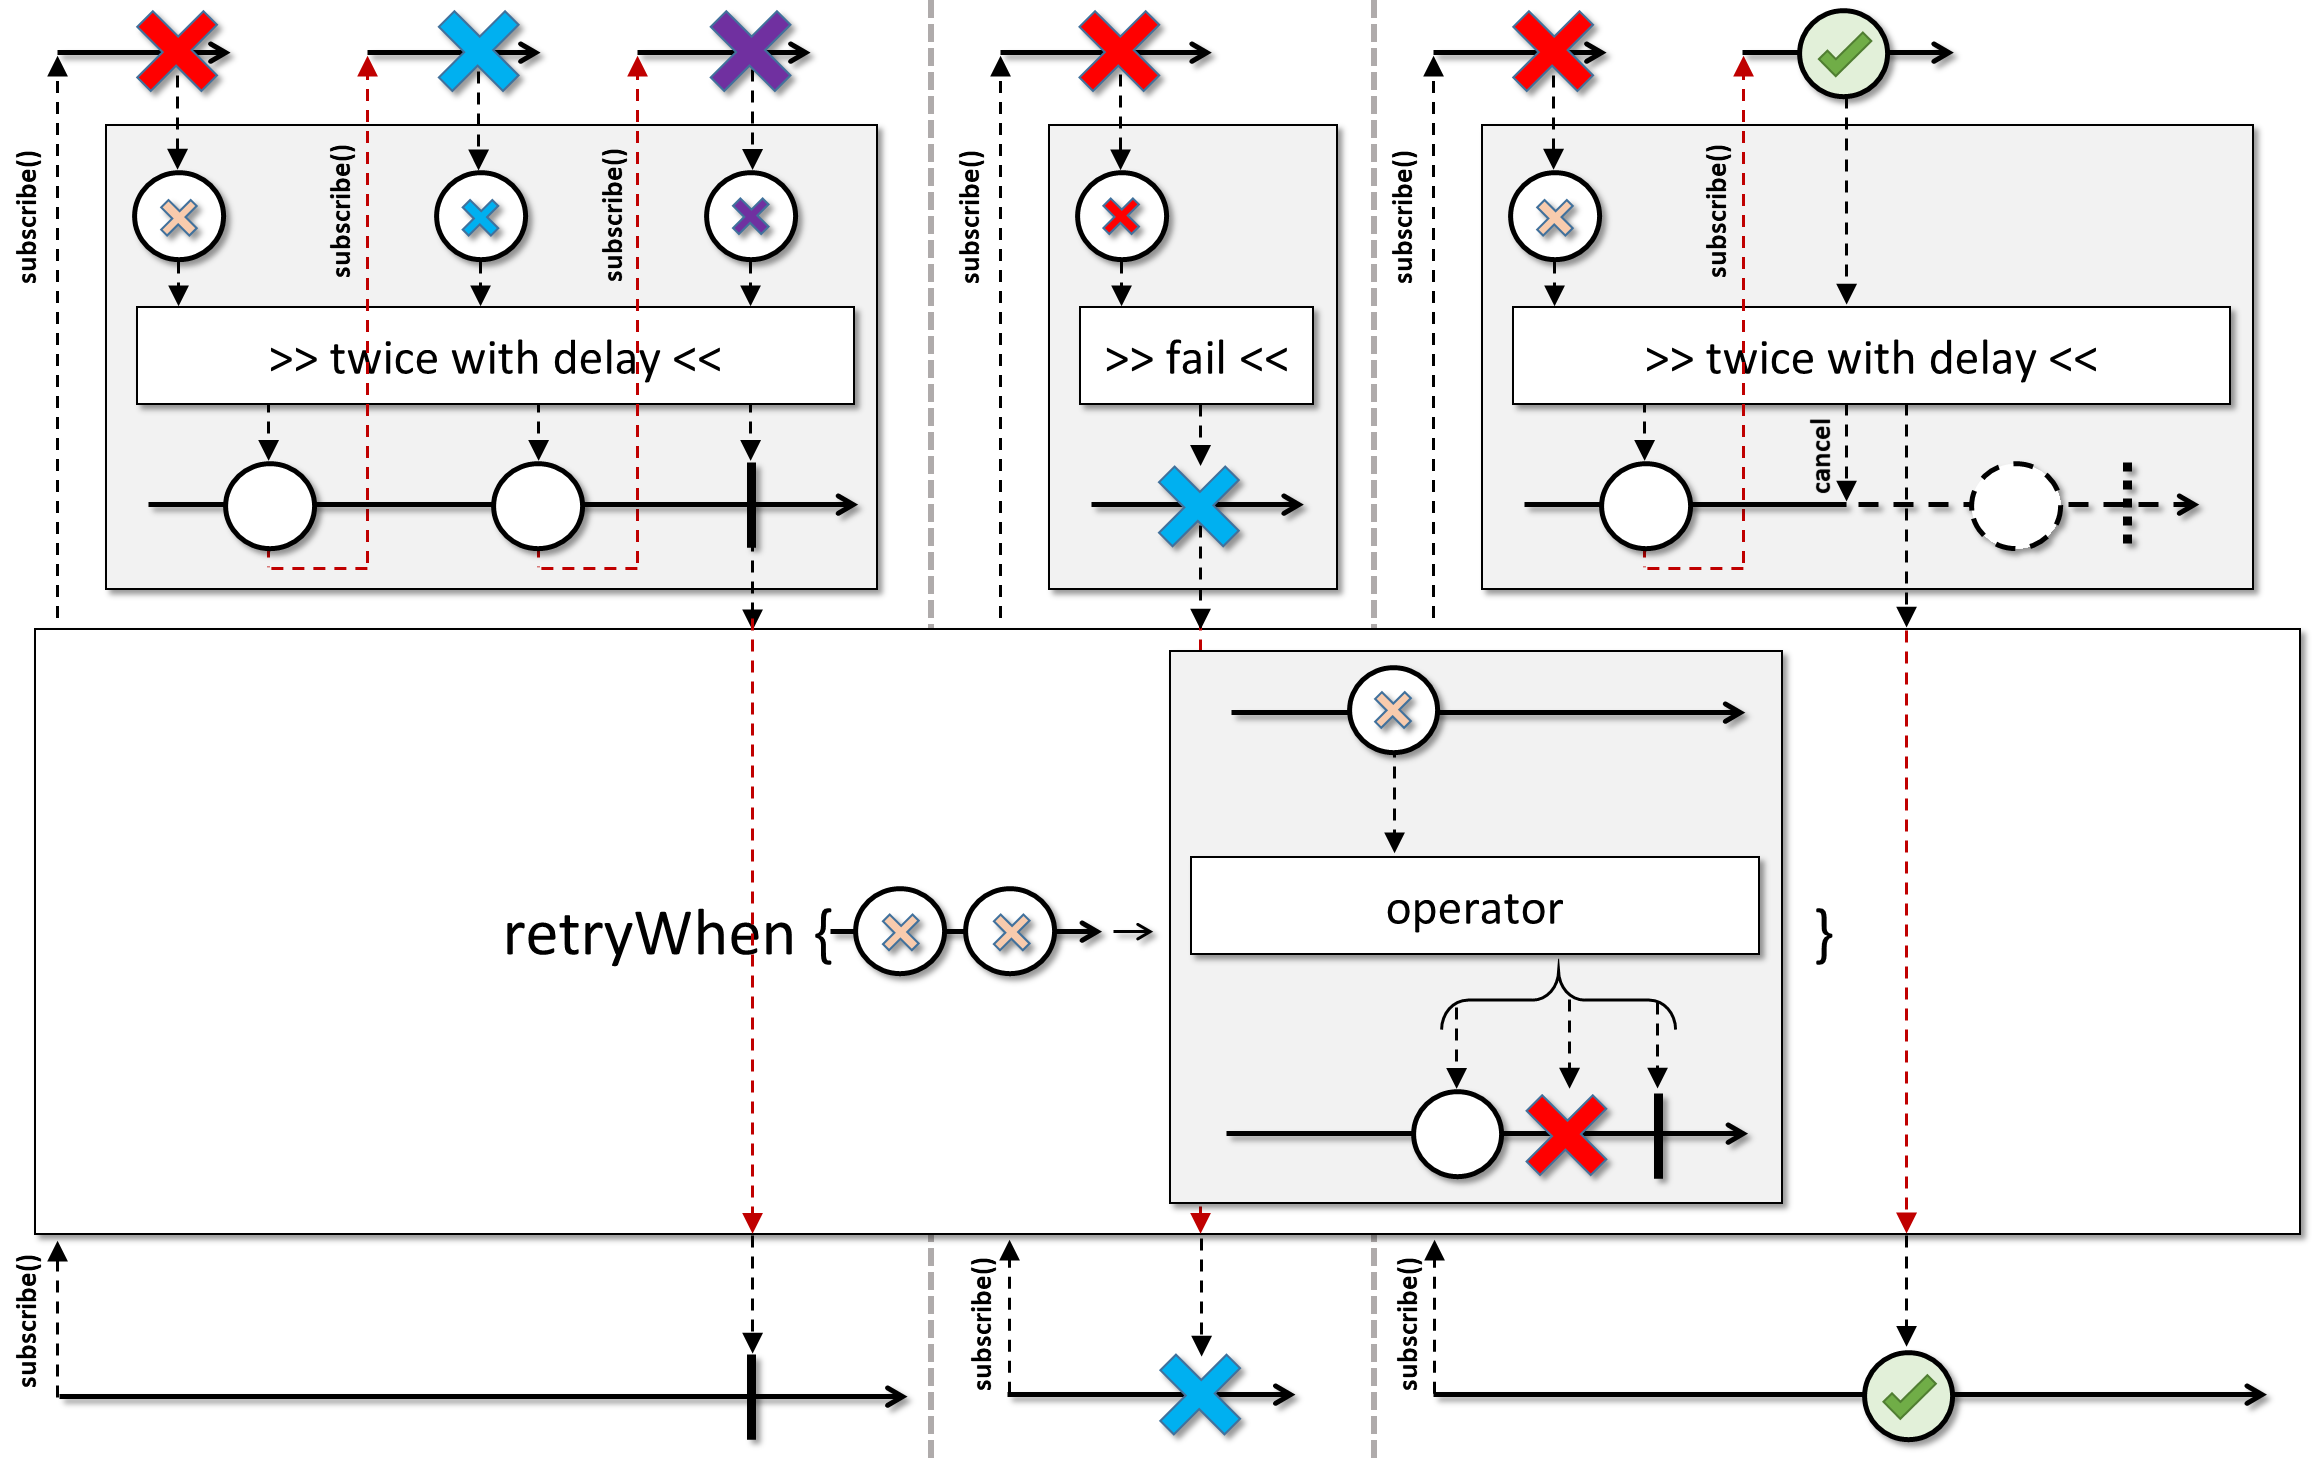 subscribe()
subscribe()
subscribe()
>> twice with delay <<
subscribe()
>> fail <<
subscribe()
subscribe()
>> twice with delay <<
cancel
retryWhen {
operator
}
subscribe()
subscribe()
subscribe()